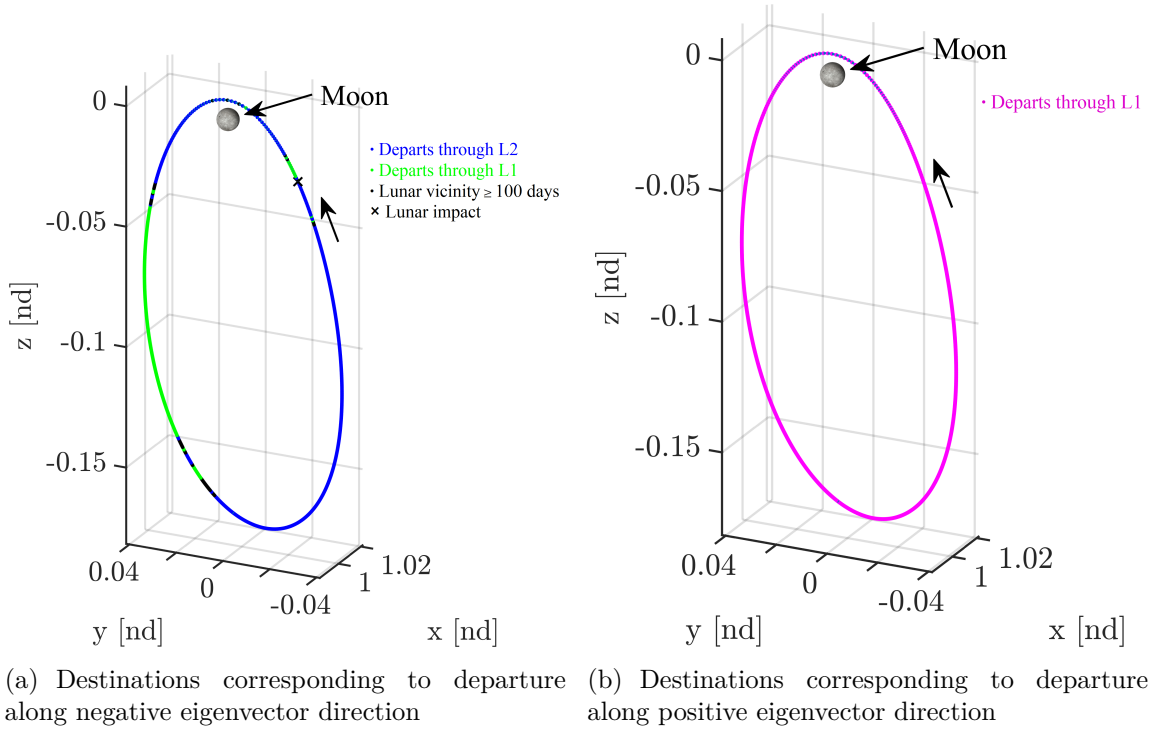 Moon
· Departs through L2
· Departs through L1
· Lunar vicinity ≥ 100 days
× Lunar impact
0
-0.05
-0.1
-0.15
z [nd]
0.04
0
-0.04
y [nd]
1.02
1
x [nd]
Moon
· Departs through L1
0
-0.05
-0.1
-0.15
z [nd]
0.04
0
-0.04
y [nd]
1.02
1
x [nd]
(a) Destinations corresponding to departure
along negative eigenvector direction
(b) Destinations corresponding to departure
along positive eigenvector direction